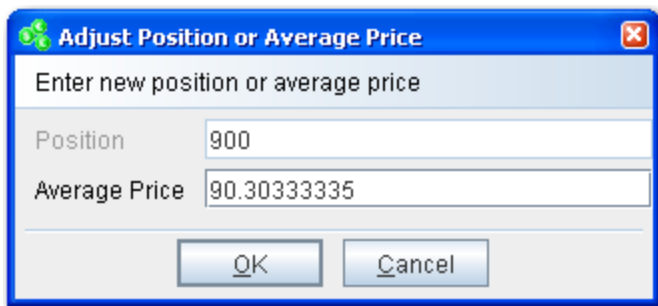 Adjust Position or Average Price
Enter new position or average price
Position 900
Average Price 90.30333335
OK Cancel